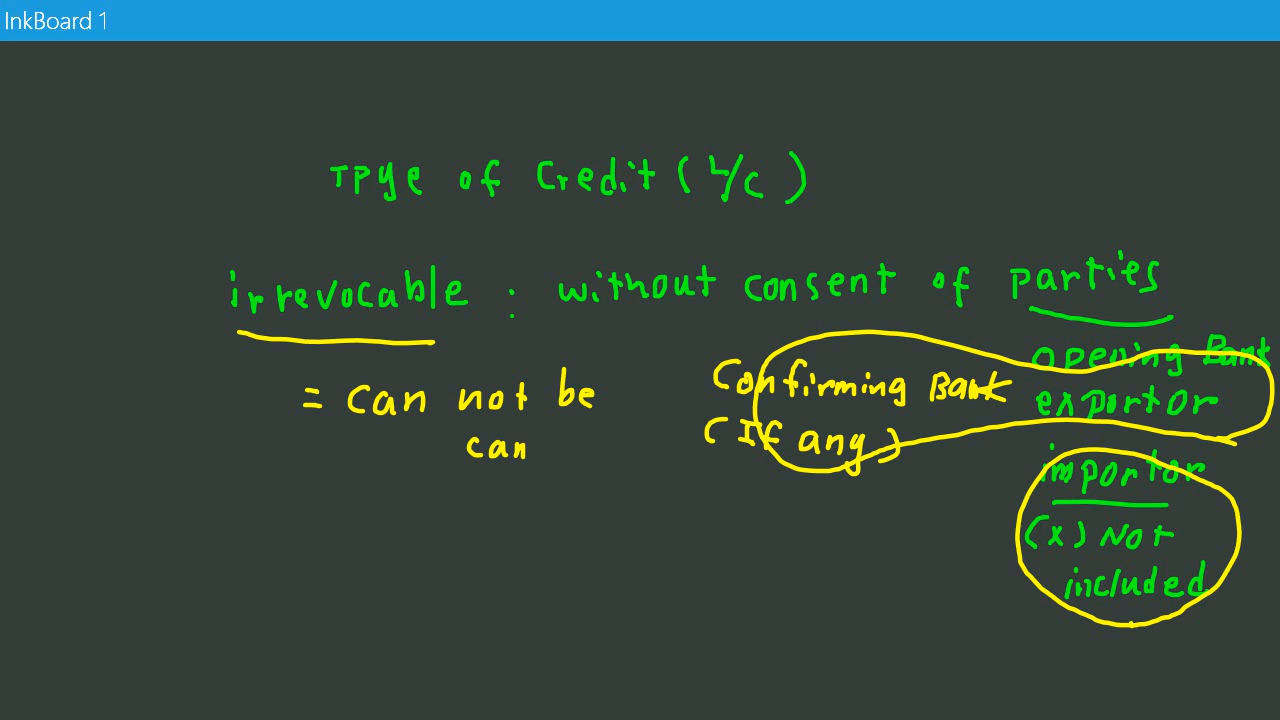 InkBoard 1
TPye of Credit (L/C)
irrevocable : without consent of parties
opening Bank
= can not be
can
Confirming Bank
(If any)
exportor
importor
(x) Not
included